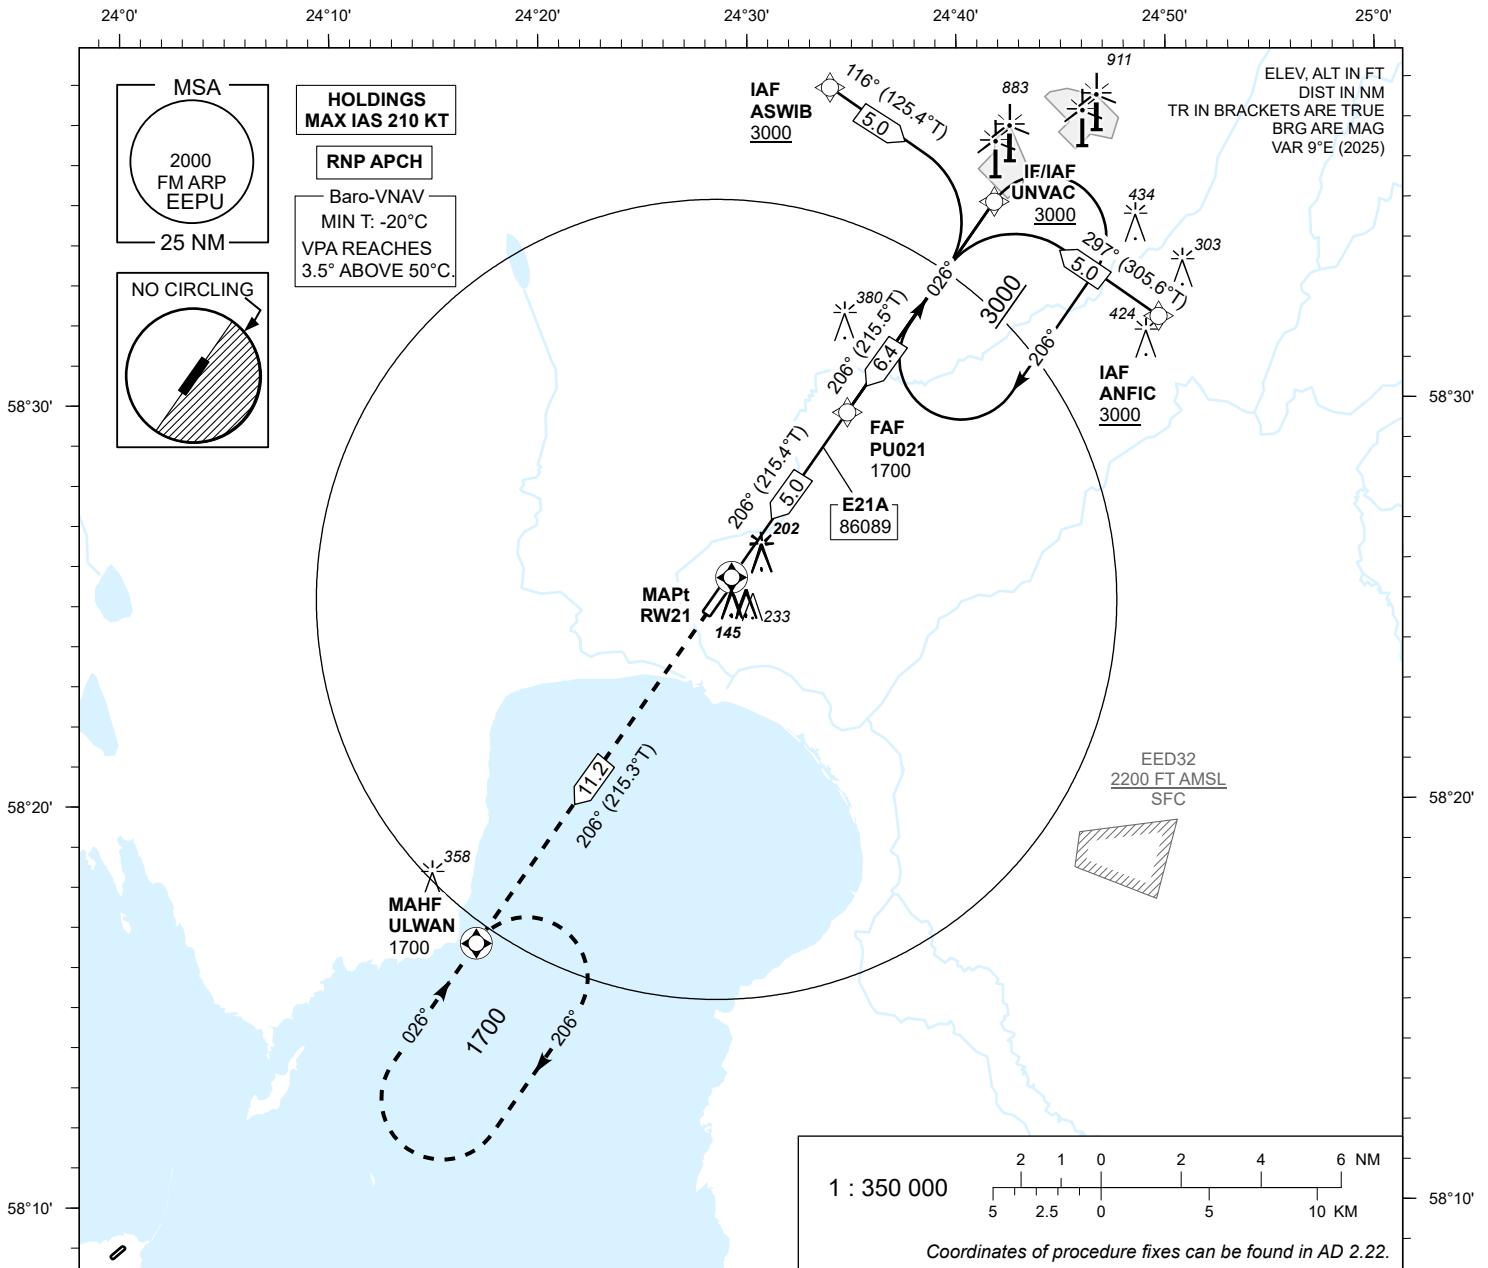 24°0'
24°10'
24°20'
24°30'
24°40'
24°50'
25°0'
MSA
2000
FM ARP
EEPU
25 NM
HOLDINGS
MAX IAS 210 KT
RNP APCH
Baro-VNAV
MIN T: -20°C
VPA REACHES
3.5° ABOVE 50°C.
NO CIRCLING
IAF
ASWIB
3000
116° (125.4°T)
5.0
883
911
ELEV, ALT IN FT
DIST IN NM
TR IN BRACKETS ARE TRUE
BRG ARE MAG
VAR 9°E (2025)
IF/IAF
UNVAC
3000
434
303
297° (305.6°T)
5.0
424
IAF
ANFIC
3000
026°
3000
206°
380
206° (215.5°T)
6.4
58°30'
58°30'
FAF
PU021
1700
206° (215.4°T)
5.0
E21A
86089
202
MAPt
RW21
233
145
11.2
206° (215.3°T)
EED32
2200 FT AMSL
SFC
58°20'
58°20'
358
MAHF
ULWAN
1700
026°
1700
206°
1 : 350 000
2 1 0 2 4 6 NM
5 2.5 0 5 10 KM
58°10'
58°10'
Coordinates of procedure fixes can be found in AD 2.22.